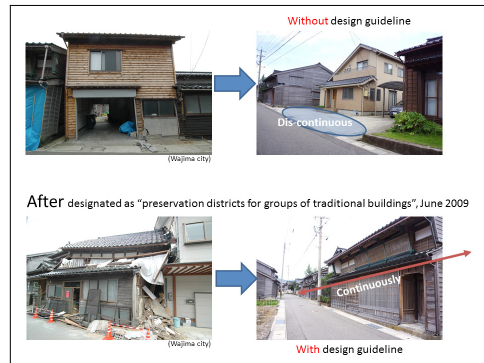 Without design guideline
Dis-continuous
(Wajima city)
After designated as “preservation districts for groups of traditional buildings”, June 2009
Continuously
(Wajima city)
With design guideline